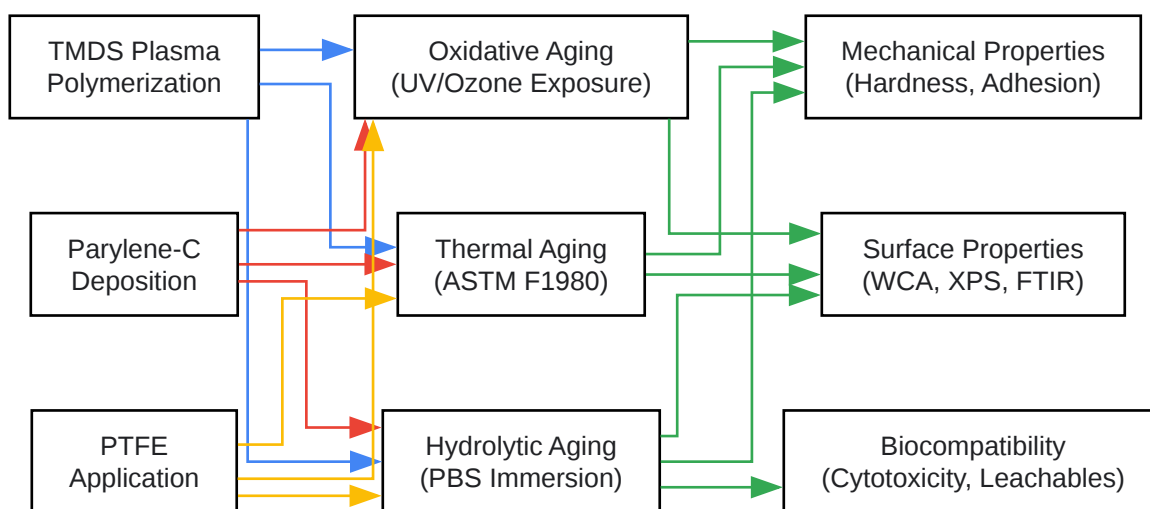 TMDS Plasma
Polymerization
Oxidative Aging
(UV/Ozone Exposure)
Mechanical Properties
(Hardness, Adhesion)
Parylene-C
Deposition
Thermal Aging
(ASTM F1980)
Surface Properties
(WCA, XPS, FTIR)
PTFE
Application
Hydrolytic Aging
(PBS Immersion)
Biocompatibility
(Cytotoxicity, Leachables)